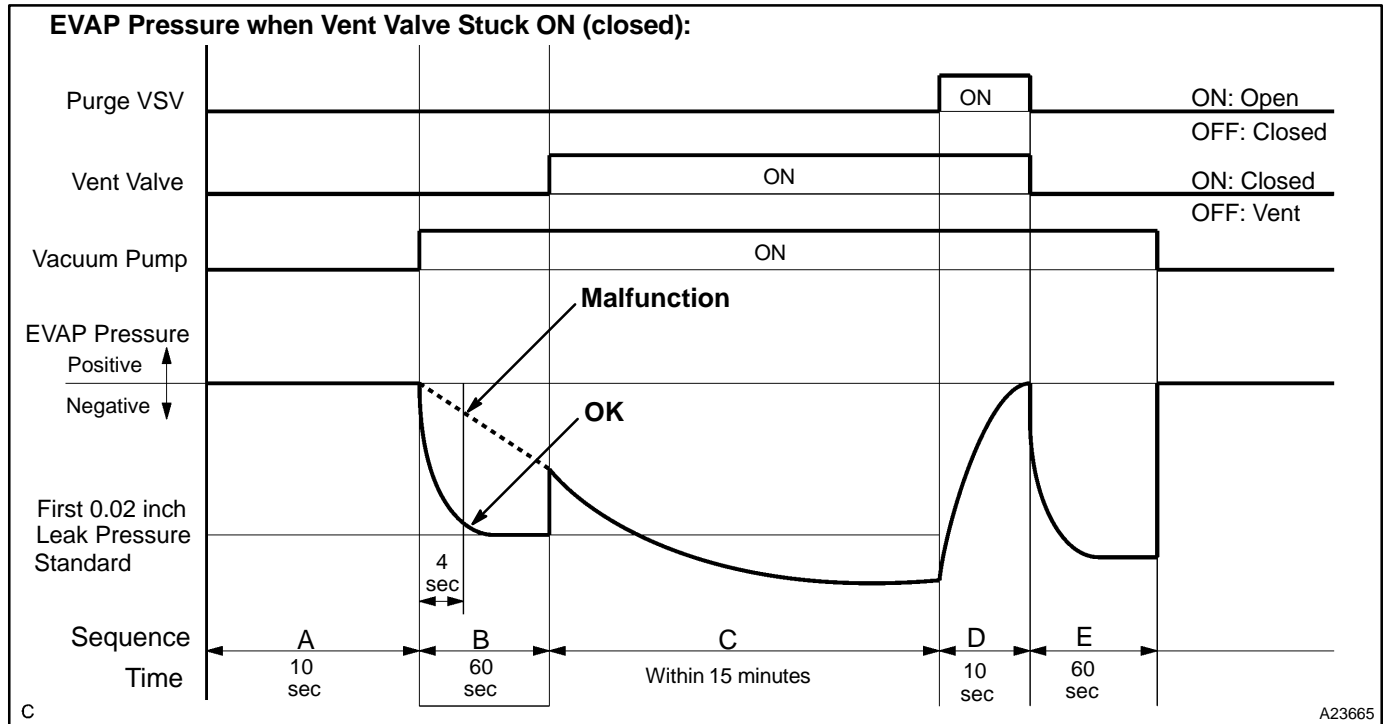 EVAP Pressure when Vent Valve Stuck ON (closed):
Purge VSV
ON
ON: Open
OFF: Closed
Vent Valve
ON
ON: Closed
OFF: Vent
Vacuum Pump
ON
Malfunction
EVAP Pressure
Positive
Negative
OK
First 0.02 inch
Leak Pressure
Standard
4
sec
Sequence
A
B
C
D
E
Time
10
sec
60
sec
Within 15 minutes
10
sec
60
sec
C
A23665